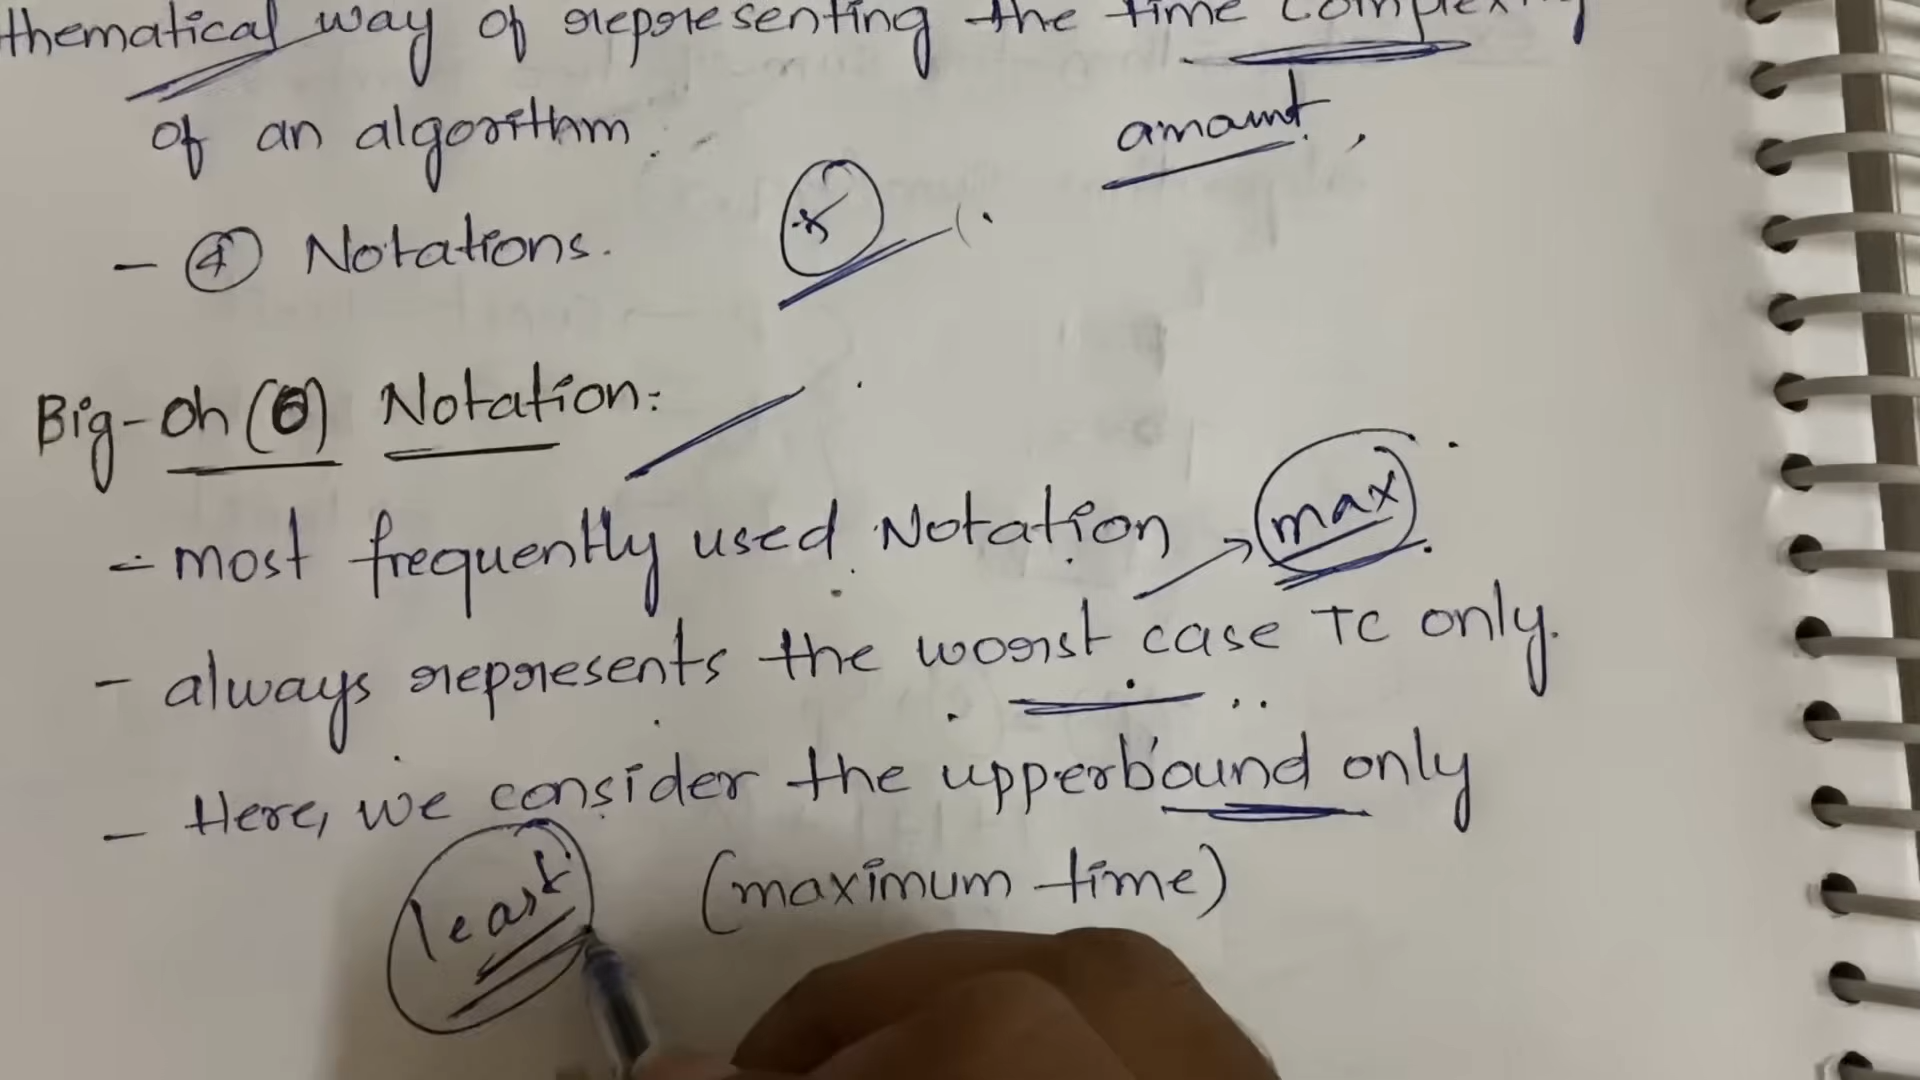 thematical way of representing the time complexity
of an algorithm.
amount
- 4 Notations.
Big-oh (O) Notation:
- most frequently used Notation
max
- always represents the worst case TC only.
- Here, we consider the upperbound only
least
(maximum time)